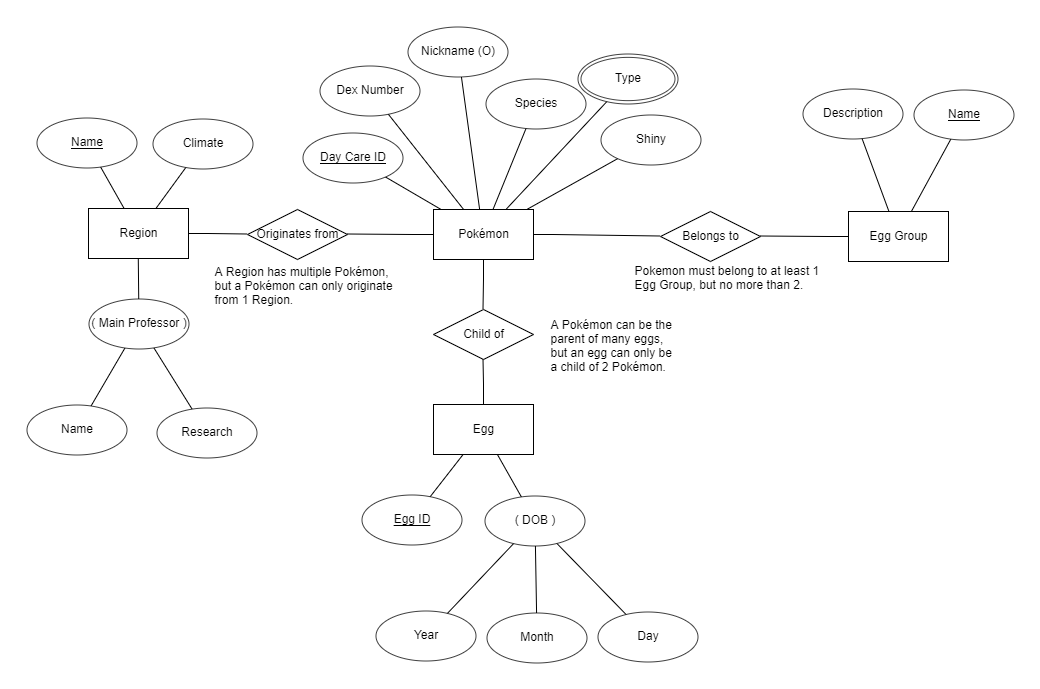 Nickname (O)
Type
Dex Number
Species
Description
Name
Shiny
Name
Climate
Day Care ID
Region
Originates from
Pokémon
Belongs to
Egg Group
A Region has multiple Pokémon,
but a Pokémon can only originate
from 1 Region.
Pokemon must belong to at least 1
Egg Group, but no more than 2.
( Main Professor )
Child of
A Pokémon can be the
parent of many eggs,
but an egg can only be
a child of 2 Pokémon.
Name
Research
Egg
Egg ID
( DOB )
Year
Month
Day